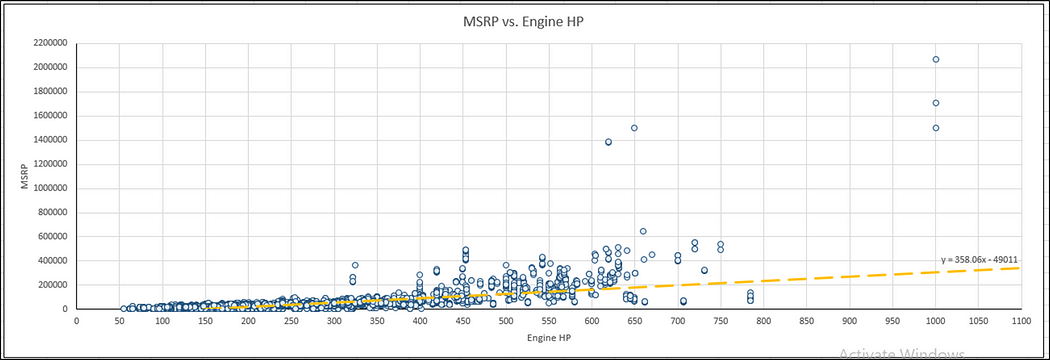 MSRP vs. Engine HP
2200000
2000000
1800000
1600000
1400000
1200000
1000000
800000
600000
400000
200000
0
MSRP
y = 358.06x - 49011
0 50 100 150 200 250 300 350 400 450 500 550 600 650 700 750 800 850 900 950 1000 1050 1100
Engine HP
Activate Windows